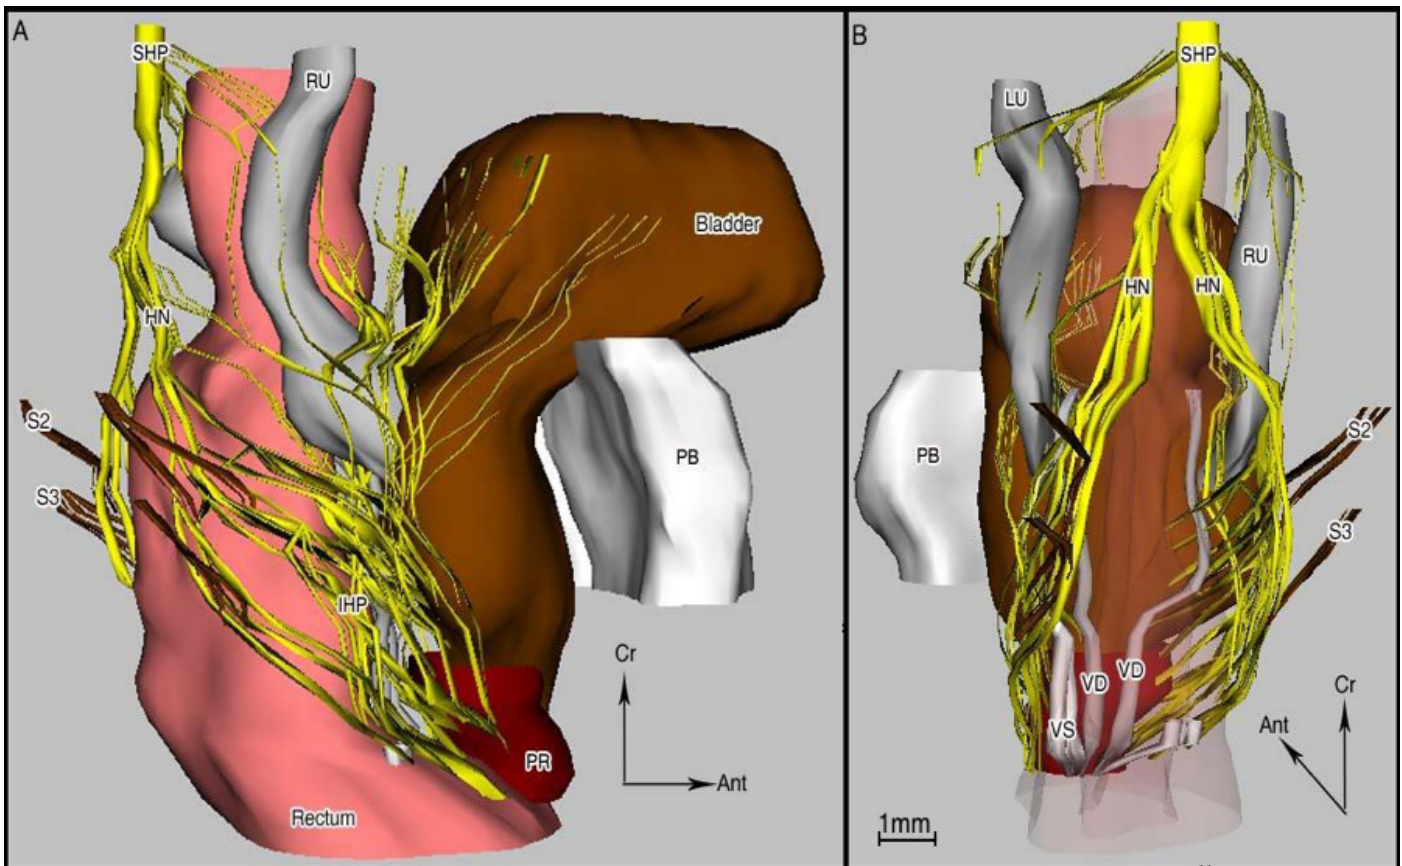 A
SHP
RU
Bladder
HN
S2
S3
PB
IHP
Cr
Ant
PR
Rectum
B
SHP
LU
RU
HN
HN
S2
PB
S3
VD
VD
VS
Cr
Ant
1mm